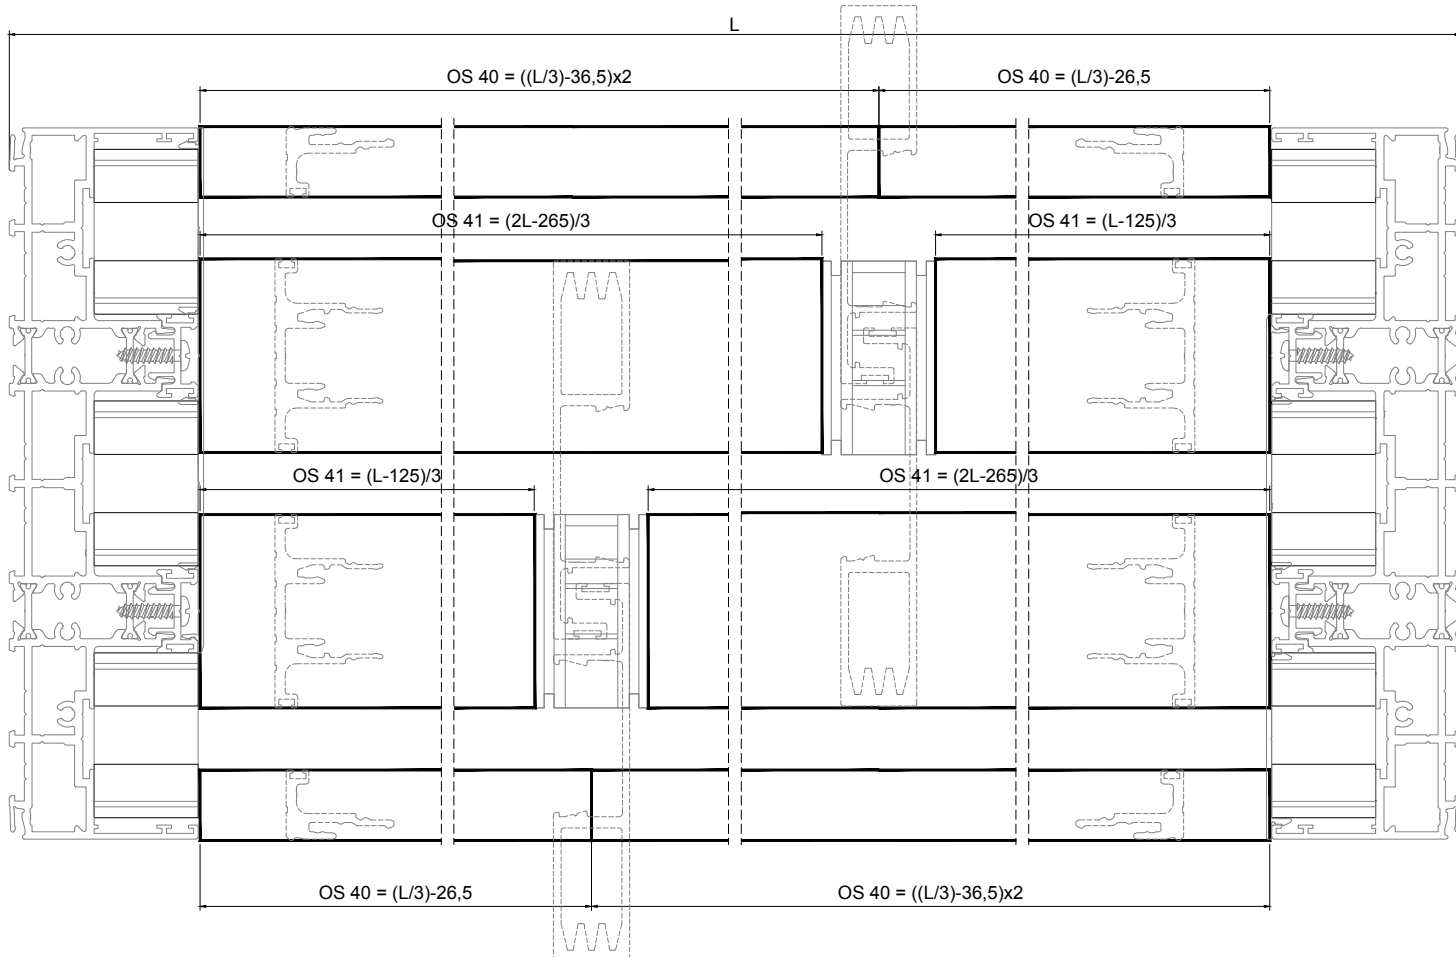 L
OS 40 = ((L/3)-36,5)x2
OS 40 = (L/3)-26,5
OS 41 = (2L-265)/3
OS 41 = (L-125)/3
OS 41 = (L-125)/3
OS 41 = (2L-265)/3
OS 40 = (L/3)-26,5
OS 40 = ((L/3)-36,5)x2